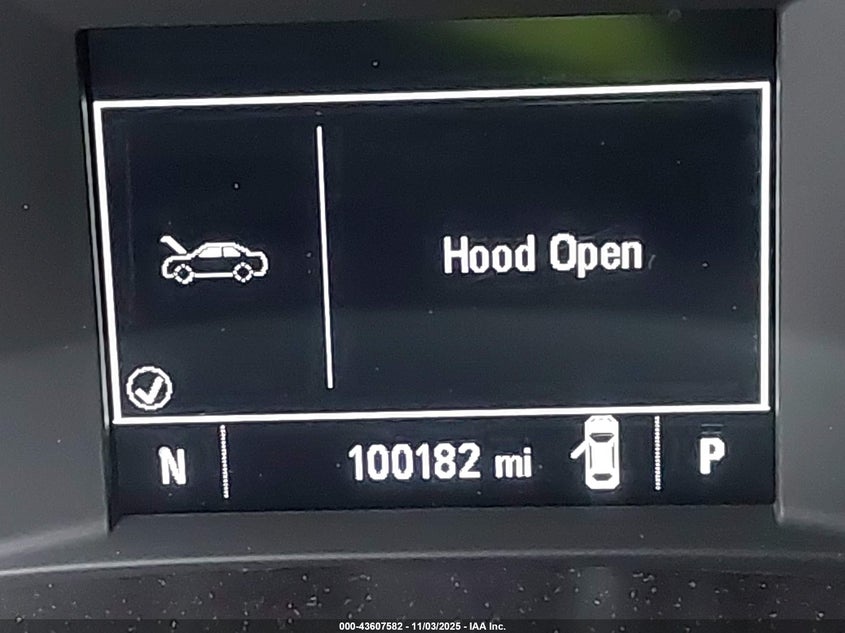 Hood Open
N 100182 mi P
000-43607582 - 11/03/2025 - IAA Inc.